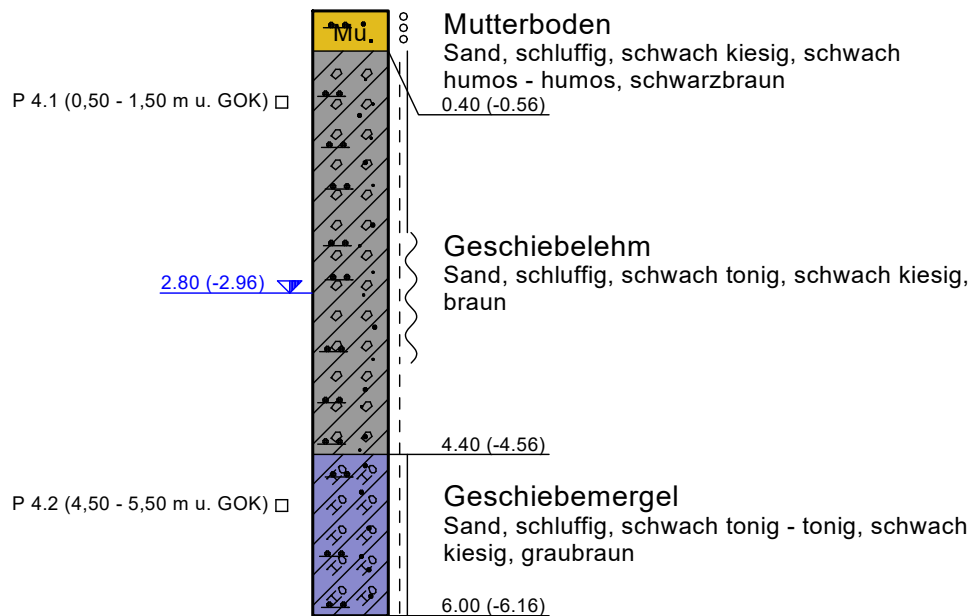 Mu.
Mutterboden
Sand, schluffig, schwach kiesig, schwach
humos - humos, schwarzbraun
P 4.1 (0,50 - 1,50 m u. GOK)
0.40 (-0.56)
Geschiebelehm
Sand, schluffig, schwach tonig, schwach kiesig,
braun
2.80 (-2.96)
4.40 (-4.56)
Geschiebemergel
P 4.2 (4,50 - 5,50 m u. GOK)
Sand, schluffig, schwach tonig - tonig, schwach
kiesig, graubraun
6.00 (-6.16)